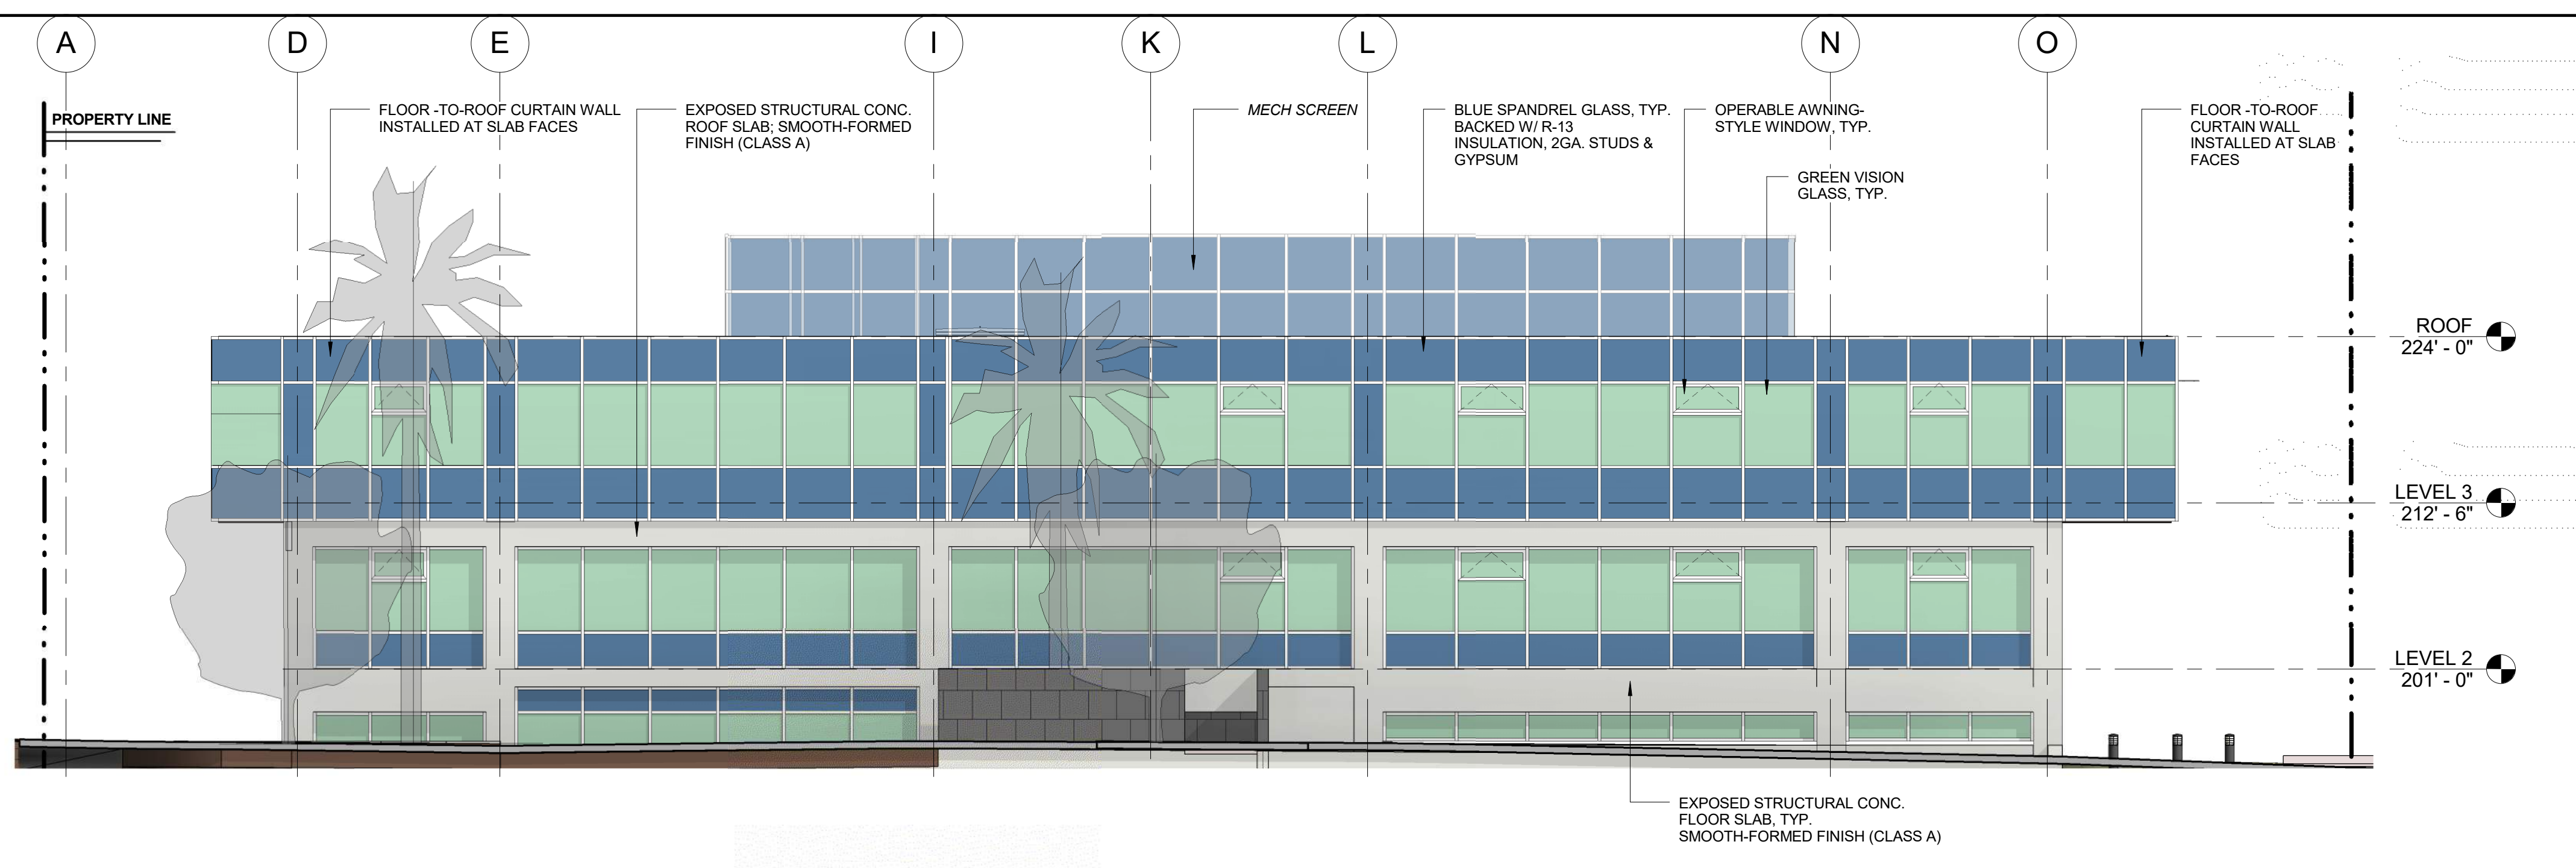 A D E I K L N O
PROPERTY LINE
FLOOR -TO-ROOF CURTAIN WALL
INSTALLED AT SLAB FACES
EXPOSED STRUCTURAL CONC.
ROOF SLAB; SMOOTH-FORMED
FINISH (CLASS A)
MECH SCREEN
BLUE SPANDREL GLASS, TYP.
BACKED W/ R-13
INSULATION, 2GA. STUDS &
GYPSUM
OPERABLE AWNING-
STYLE WINDOW, TYP.
GREEN VISION
GLASS, TYP.
FLOOR -TO-ROOF
CURTAIN WALL
INSTALLED AT SLAB
FACES
ROOF
224' - 0"
LEVEL 3
212' - 6"
LEVEL 2
201' - 0"
EXPOSED STRUCTURAL CONC.
FLOOR SLAB, TYP.
SMOOTH-FORMED FINISH (CLASS A)